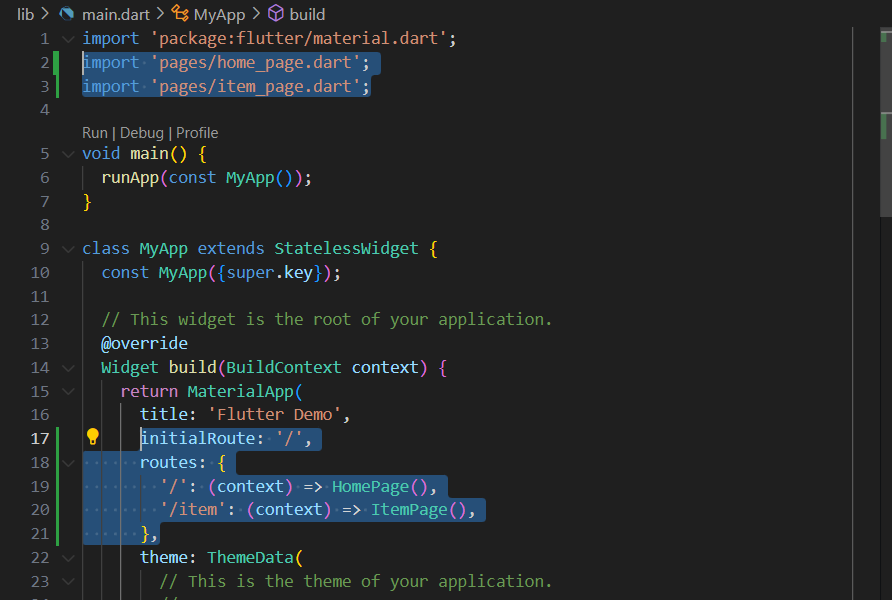 lib > main.dart > MyApp > build
1 import 'package:flutter/material.dart';
2 import 'pages/home_page.dart';
3 import 'pages/item_page.dart';
4
Run | Debug | Profile
5 void main() {
6 runApp(const MyApp());
7 }
8
9 class MyApp extends StatelessWidget {
10 const MyApp({super.key});
11
12 // This widget is the root of your application.
13 @override
14 Widget build(BuildContext context) {
15 return MaterialApp(
16 title: 'Flutter Demo',
17 initialRoute: '/',
18 routes: {
19 '/': (context) => HomePage(),
20 '/item': (context) => ItemPage(),
21 },
22 theme: ThemeData(
23 // This is the theme of your application.